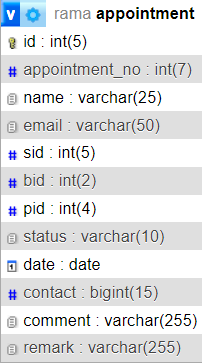 v rama appointment
id : int(5)
appointment_no : int(7)
name : varchar(25)
email : varchar(50)
sid : int(5)
bid : int(2)
pid : int(4)
status : varchar(10)
date : date
contact : bigint(15)
comment : varchar(255)
remark : varchar(255)